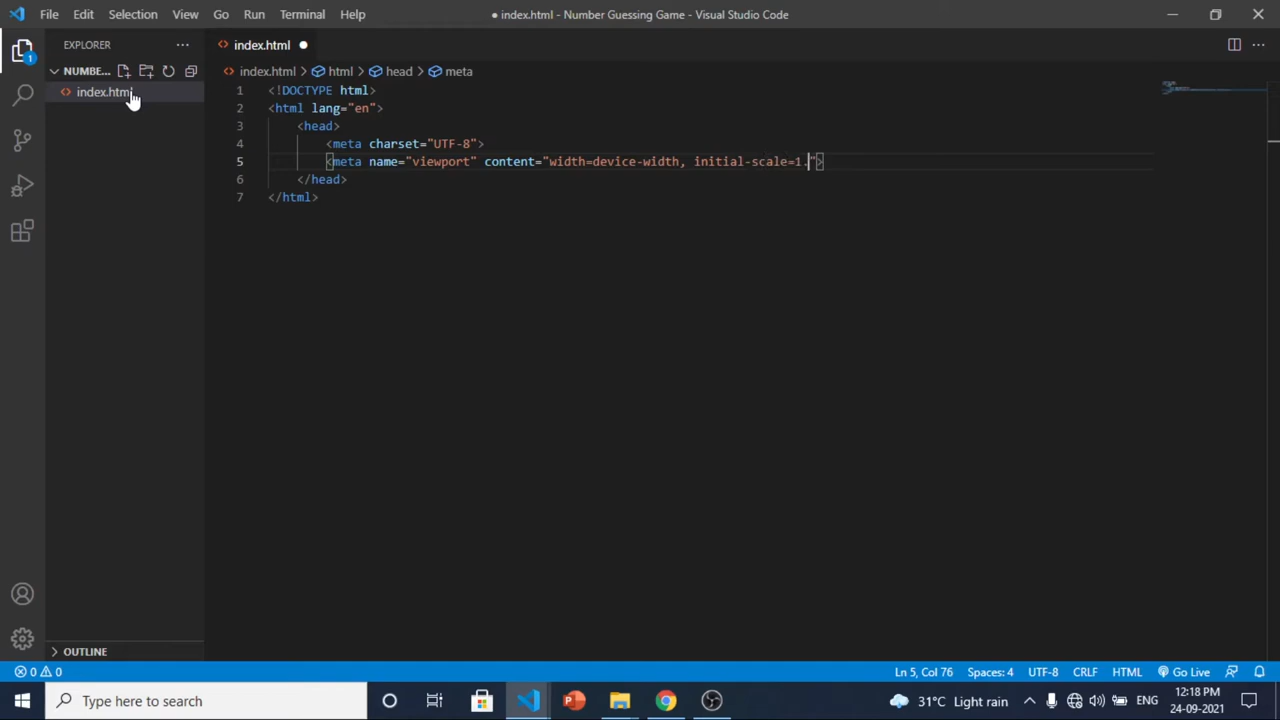 File Edit Selection View Go Run Terminal Help ● index.html - Number Guessing Game - Visual Studio Code
EXPLORER
index.html
NUMBE...
index.html > html > head > meta
index.html
1 <!DOCTYPE html>
2 <html lang="en">
3 <head>
4 <meta charset="UTF-8">
5 <meta name="viewport" content="width=device-width, initial-scale=1.">
6 </head>
7 </html>
OUTLINE
0 0 Ln 5, Col 76 Spaces: 4 UTF-8 CRLF HTML Go Live
Type here to search
31°C Light rain
ENG
12:18 PM
24-09-2021
1